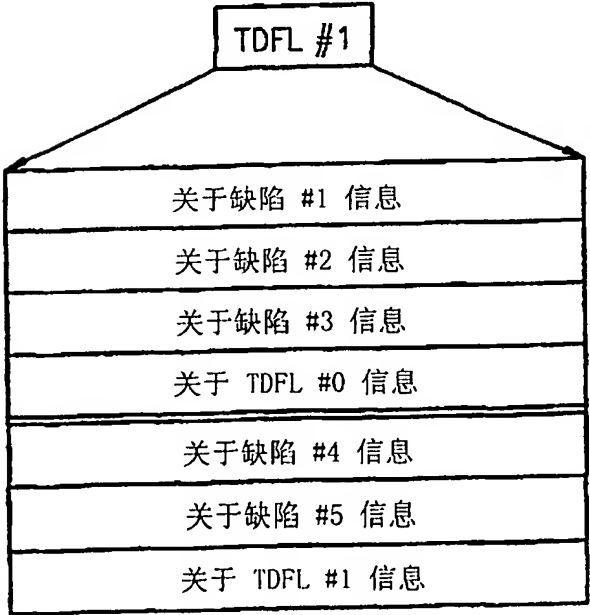 TDFL #1
关于缺陷 #1 信息
关于缺陷 #2 信息
关于缺陷 #3 信息
关于 TDFL #0 信息
关于缺陷 #4 信息
关于缺陷 #5 信息
关于 TDFL #1 信息